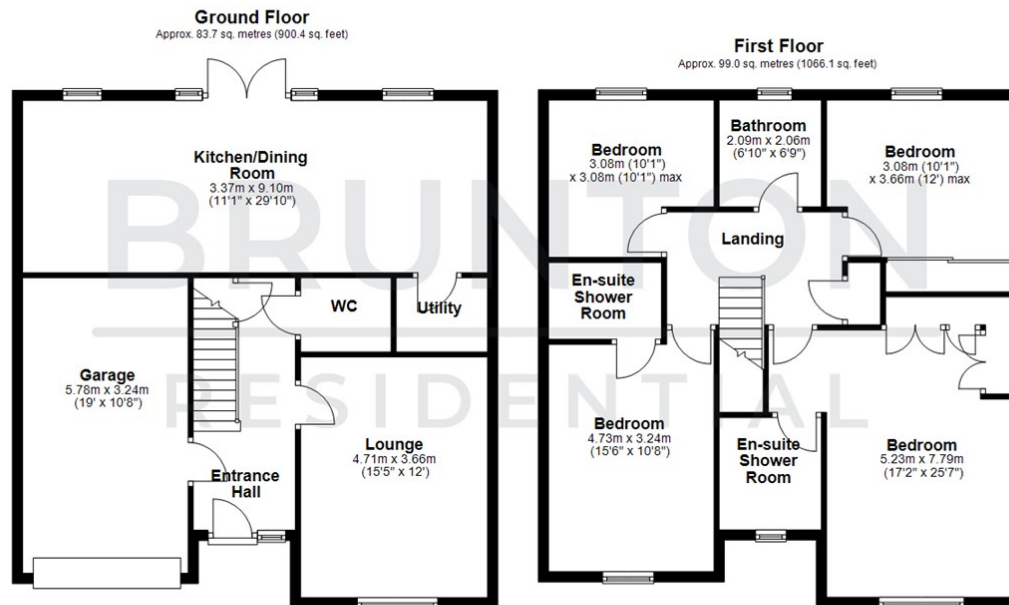 Ground Floor
Approx. 83.7 sq. metres (900.4 sq. feet)
Kitchen/Dining
Room
3.37m x 9.10m
(11'1" x 29'10")
WC
Utility
Garage
5.78m x 3.24m
(19' x 10'8")
Lounge
4.71m x 3.66m
(15'5" x 12')
Entrance
Hall
First Floor
Approx. 99.0 sq. metres (1066.1 sq. feet)
Bedroom
3.08m (10'1")
x 3.08m (10'1") max
Bathroom
2.09m x 2.06m
(6'10" x 6'9")
Bedroom
3.08m (10'1")
x 3.66m (12') max
Landing
En-suite
Shower
Room
Bedroom
4.73m x 3.24m
(15'6" x 10'8")
En-suite
Shower
Room
Bedroom
5.23m x 7.79m
(17'2" x 25'7")
BRUNTON
RESIDENTIAL